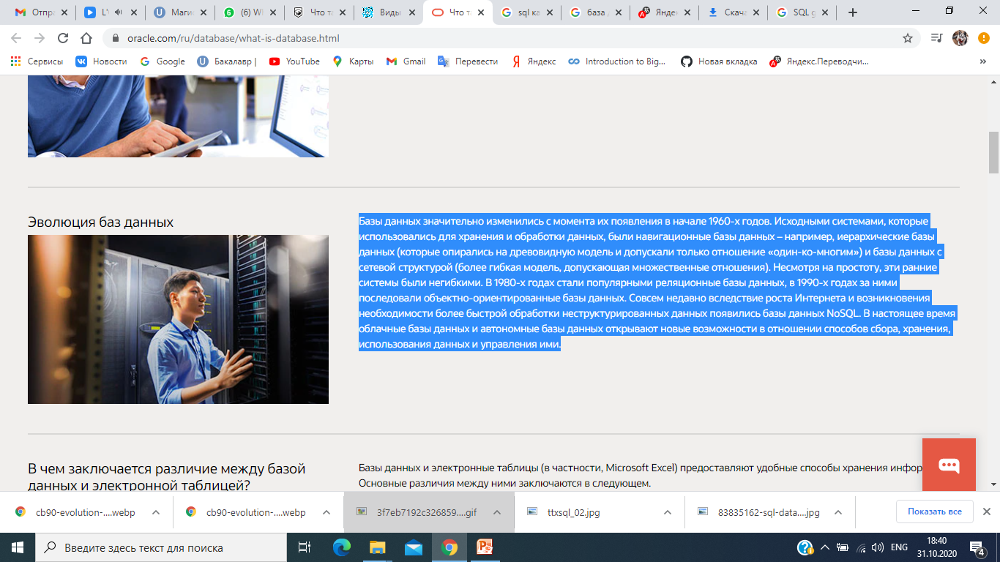 Отпра
L'
Магис
(6) W
Что та
Виды
Что т
sql ка
база д
Яндек
Скача
SQL g
oracle.com/ru/database/what-is-database.html
Сервисы
Новости
Google
Бакалавр |
YouTube
Карты
Gmail
Перевести
Яндекс
Introduction to Big...
Новая вкладка
Яндекс.Переводчи...
»
Эволюция баз данных
Базы данных значительно изменились с момента их появления в начале 1960-х годов. Исходными системами, которые
использовались для хранения и обработки данных, были навигационные базы данных – например, иерархические базы
данных (которые опирались на древовидную модель и допускали только отношение «один-ко-многим») и базы данных с
сетевой структурой (более гибкая модель, допускающая множественные отношения). Несмотря на простоту, эти ранние
системы были негибкими. В 1980-х годах стали популярными реляционные базы данных, в 1990-х годах за ними
последовали объектно-ориентированные базы данных. Совсем недавно вследствие роста Интернета и возникновения
необходимости более быстрой обработки неструктурированных данных появились базы данных NoSQL. В настоящее время
облачные базы данных и автономные базы данных открывают новые возможности в отношении способов сбора, хранения,
использования данных и управления ими.
В чем заключается различие между базой
данных и электронной таблицей?
Базы данных и электронные таблицы (в частности, Microsoft Excel) предоставляют удобные способы хранения инфор
Основные различия между ними заключаются в следующем.
cb90-evolution-....webp
cb90-evolution-....webp
3f7eb7192c326859....gif
ttxsql_02.jpg
83835162-sql-data....jpg
Показать все
Введите здесь текст для поиска
ENG
18:40
31.10.2020
4